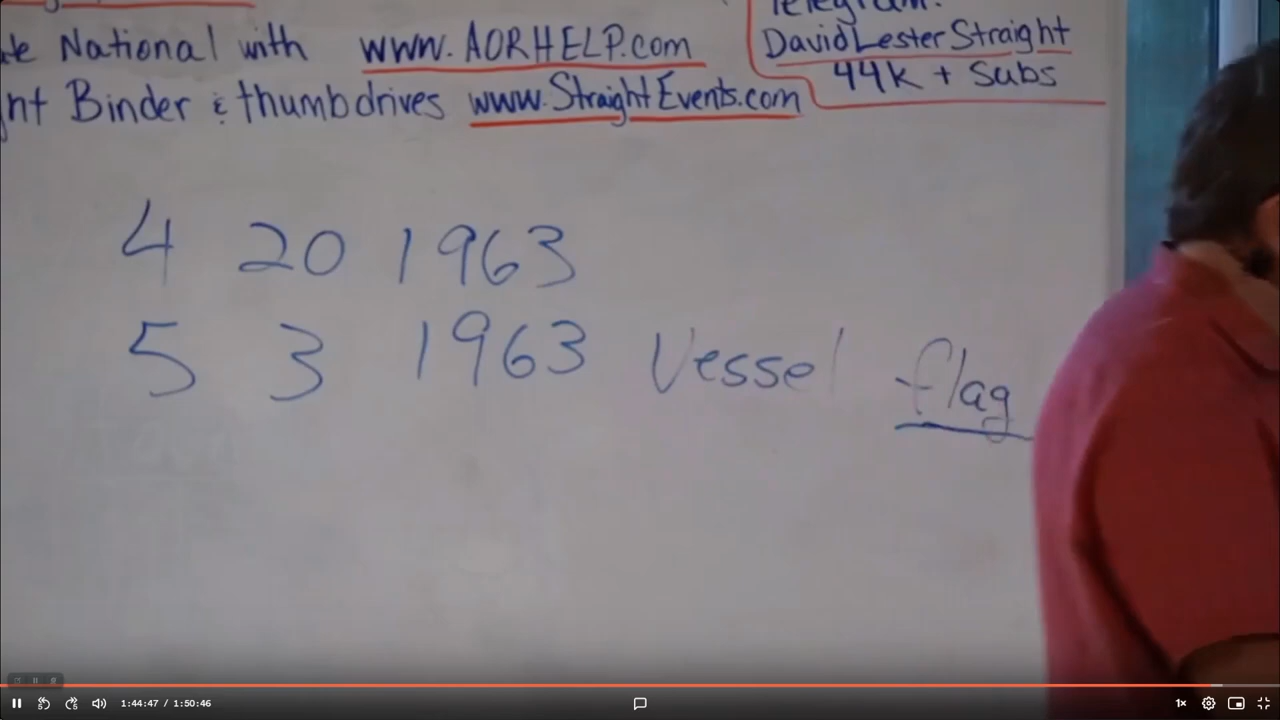 Telegram:
National with www.AORHELP.com
David Lester Straight
Binder & thumbdrives www.StraightEvents.com
44K + Subs
4 20 1963
5 3 1963 Vessel flag
1:44:47 / 1:50:46
1x